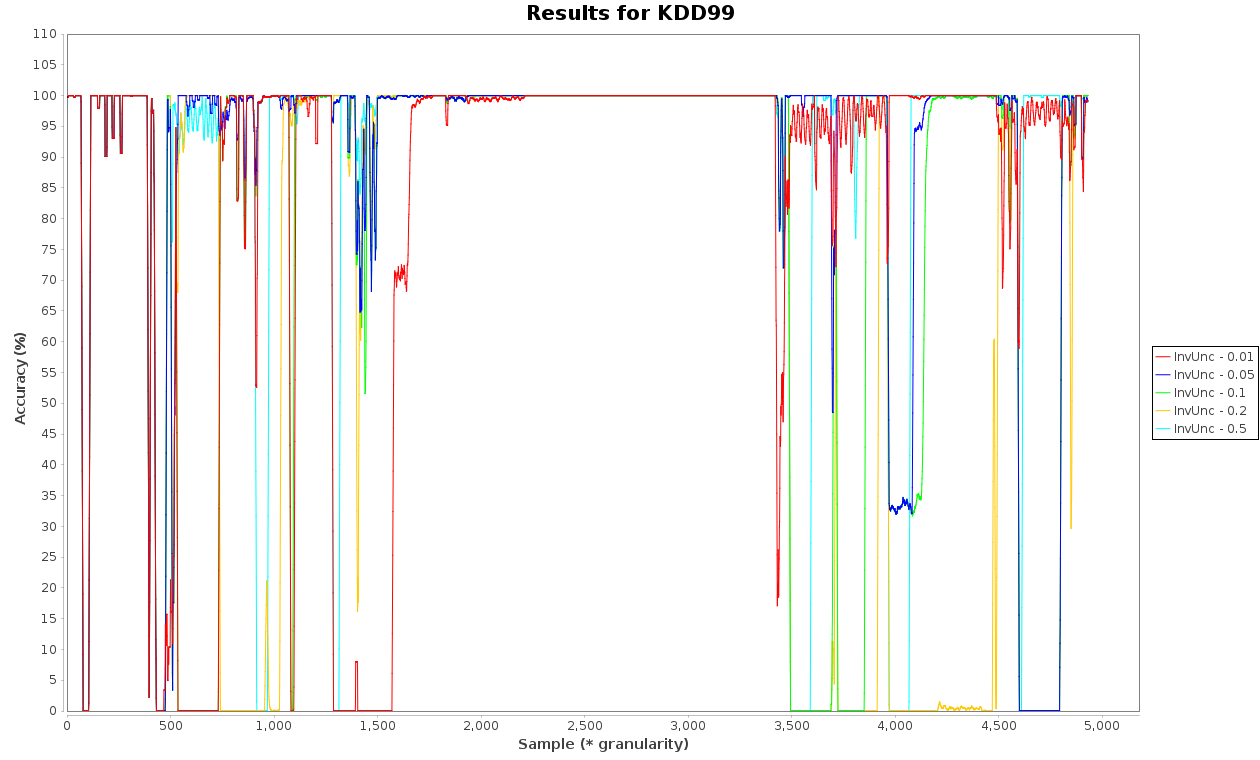 Results for KDD99
110
105
100
95
90
85
80
75
70
65
60
55
50
45
40
35
30
25
20
15
10
5
0
Accuracy (%)
0 500 1,000 1,500 2,000 2,500 3,000 3,500 4,000 4,500 5,000
Sample (* granularity)
InvUnc - 0.01
InvUnc - 0.05
InvUnc - 0.1
InvUnc - 0.2
InvUnc - 0.5